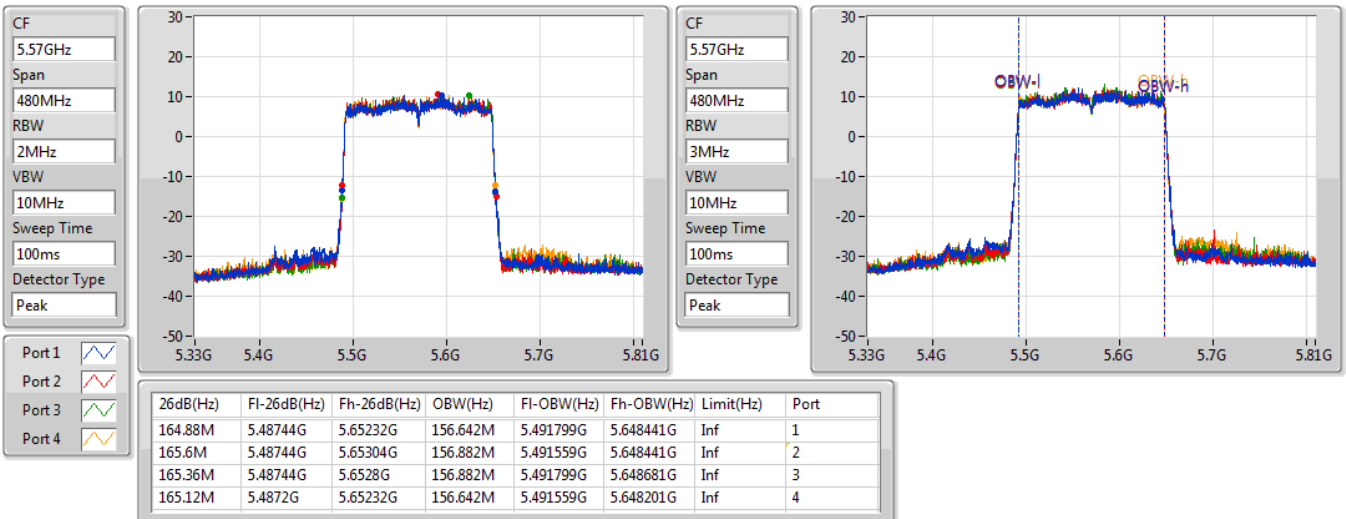 CF
5.57GHz
Span
480MHz
RBW
2MHz
VBW
10MHz
Sweep Time
100ms
Detector Type
Peak
30
20
10
0
-10
-20
-30
-40
-50
5.33G 5.4G 5.5G 5.6G 5.7G 5.81G
CF
5.57GHz
Span
480MHz
RBW
3MHz
VBW
10MHz
Sweep Time
100ms
Detector Type
Peak
30
20
10
0
-10
-20
-30
-40
-50
OBW-l
OBW-h
OBW-h
5.33G 5.4G 5.5G 5.6G 5.7G 5.81G
Port 1
Port 2
Port 3
Port 4
26dB(Hz) Fl-26dB(Hz) Fh-26dB(Hz) OBW(Hz) Fl-OBW(Hz) Fh-OBW(Hz) Limit(Hz) Port
164.88M 5.48744G 5.65232G 156.642M 5.491799G 5.648441G Inf 1
165.6M 5.48744G 5.65304G 156.882M 5.491559G 5.648441G Inf 2
165.36M 5.48744G 5.6528G 156.882M 5.491799G 5.648681G Inf 3
165.12M 5.4872G 5.65232G 156.642M 5.491559G 5.648201G Inf 4